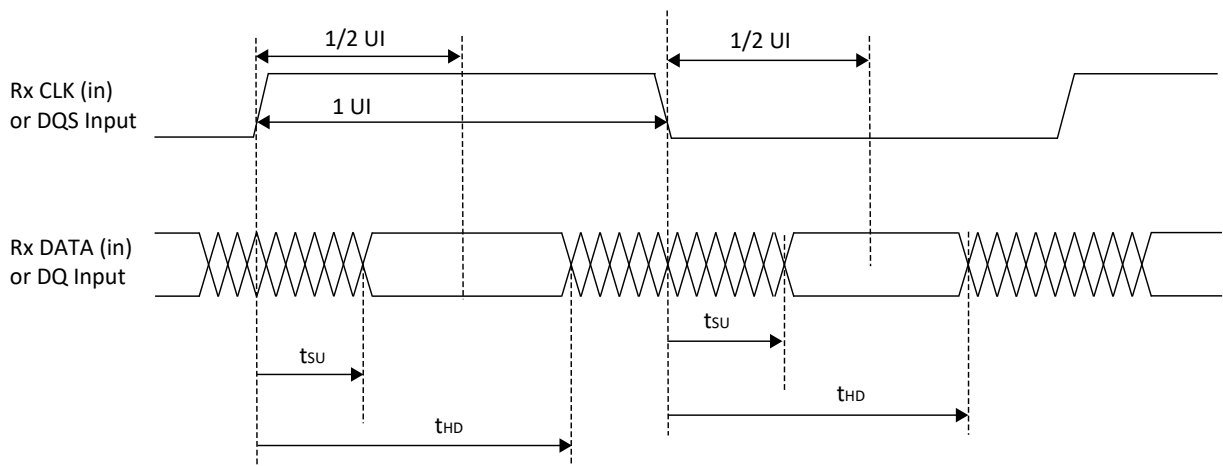 1/2 UI
1/2 UI
Rx CLK (in)
or DQS Input
1 UI
Rx DATA (in)
or DQ Input
tSU
tSU
tHD
tHD